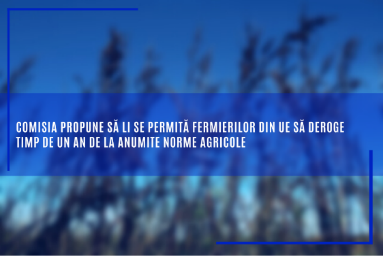 COMISIA PROPUNE SĂ LI SE PERMITĂ FERMIERILOR DIN UE SĂ DEROGE
TIMP DE UN AN DE LA ANUMITE NORME AGRICOLE